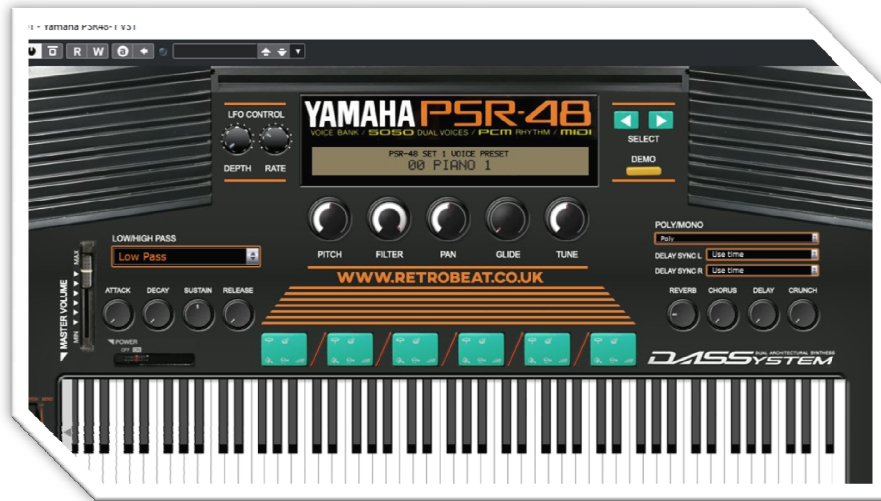 - Yamaha PSR48-1 VST
R W a
LFO CONTROL
DEPTH RATE
YAMAHA PSR-48
VOICE BANK / 5050 DUAL VOICES / PCM RHYTHM / MIDI
PSR-48 SET 1 VOICE PRESET
00 PIANO 1
SELECT
DEMO
PITCH FILTER PAN GLIDE TUNE
LOW/HIGH PASS
Low Pass
MAX
MASTER VOLUME
MIN
ATTACK DECAY SUSTAIN RELEASE
POWER
OFF ON
WWW.RETROBEAT.CO.UK
POLY/MONO
Poly
DELAY SYNC L Use time
DELAY SYNC R Use time
REVERB CHORUS DELAY CRUNCH
DASSYSTEM
DUAL ARCHITECTURAL SYNTHESIS